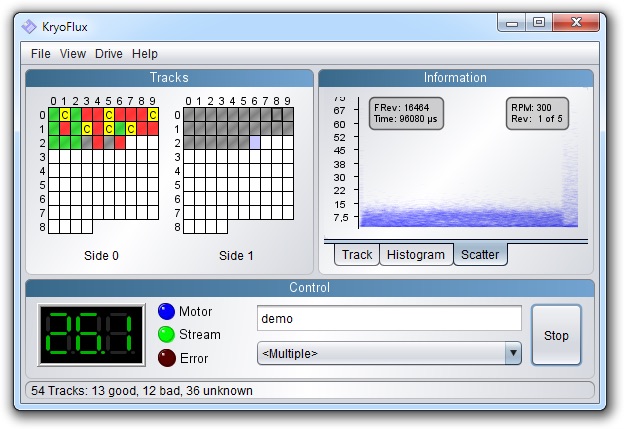 KryoFlux
File View Drive Help
Tracks
0 1 2 3 4 5 6 7 8 9 0 1 2 3 4 5 6 7 8 9
0 C C C 0
1 C C C 1
2 2
3 3
4 4
5 5
6 6
7 7
8 8
Side 0 Side 1
Information
75
67
60
52
45
38
30
22
15
7,5
FRev: 16464
Time: 96080 µs
RPM: 300
Rev: 1 of 5
Track Histogram Scatter
Control
26.1
Motor
Stream
Error
demo
<Multiple>
Stop
54 Tracks: 13 good, 12 bad, 36 unknown